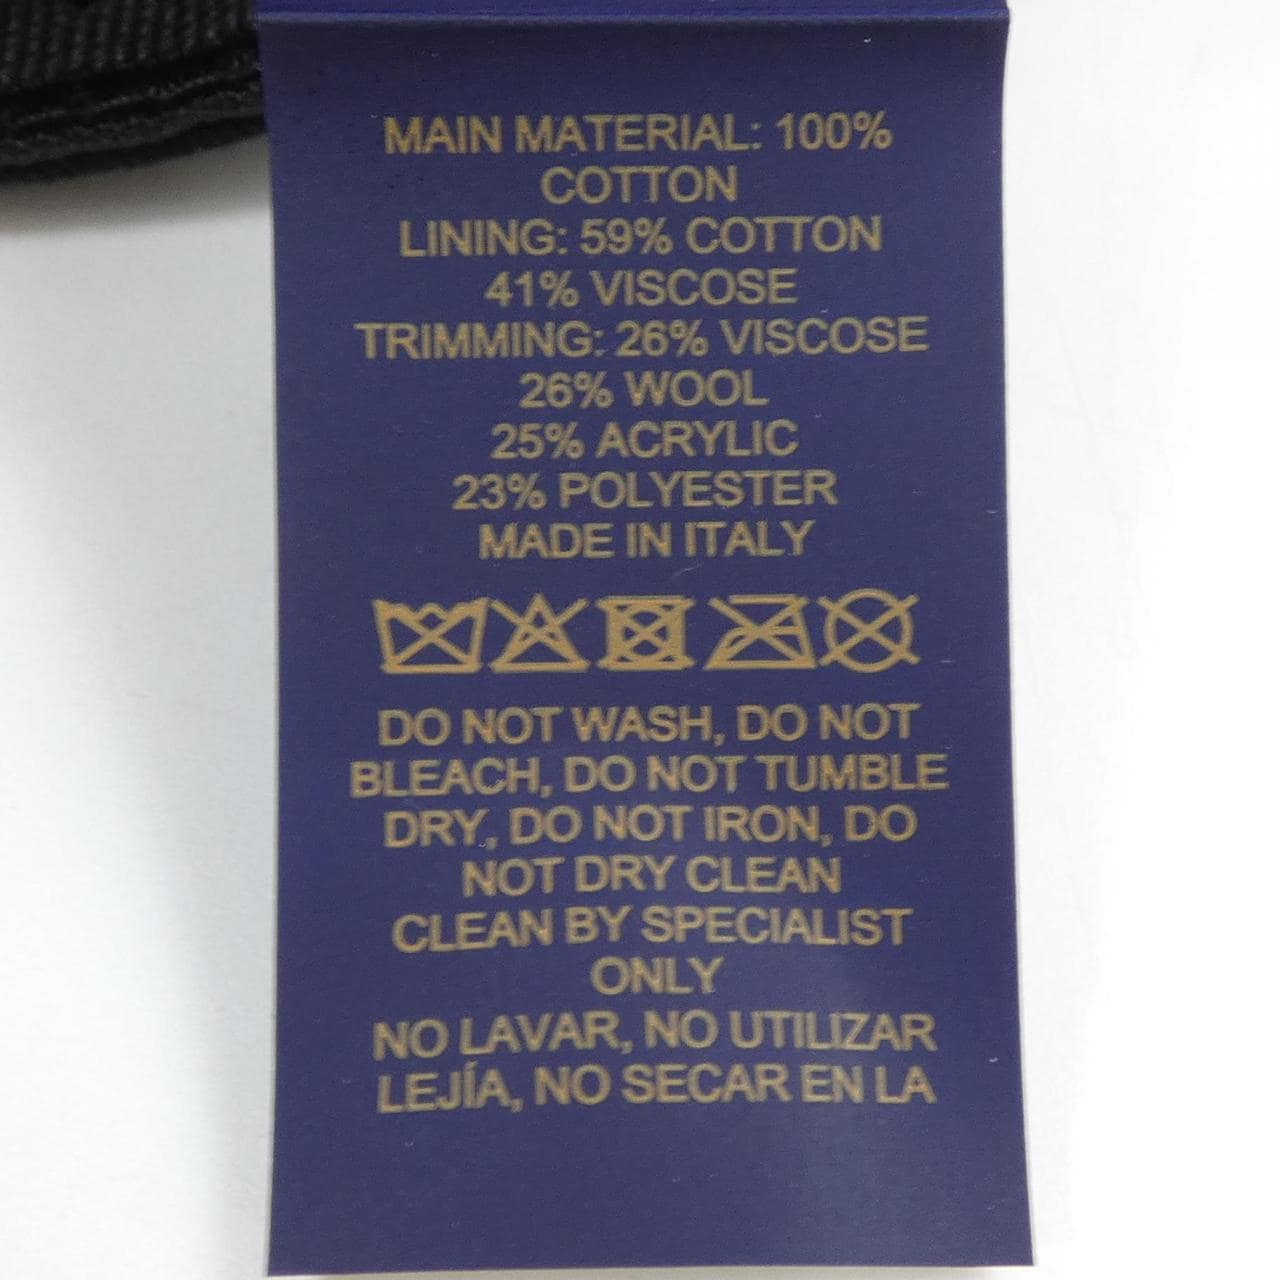 MAIN MATERIAL: 100%
COTTON
LINING: 59% COTTON
41% VISCOSE
TRIMMING: 26% VISCOSE
26% WOOL
25% ACRYLIC
23% POLYESTER
MADE IN ITALY
DO NOT WASH, DO NOT
BLEACH, DO NOT TUMBLE
DRY, DO NOT IRON, DO
NOT DRY CLEAN
CLEAN BY SPECIALIST
ONLY
NO LAVAR, NO UTILIZAR
LEJÍA, NO SECAR EN LA